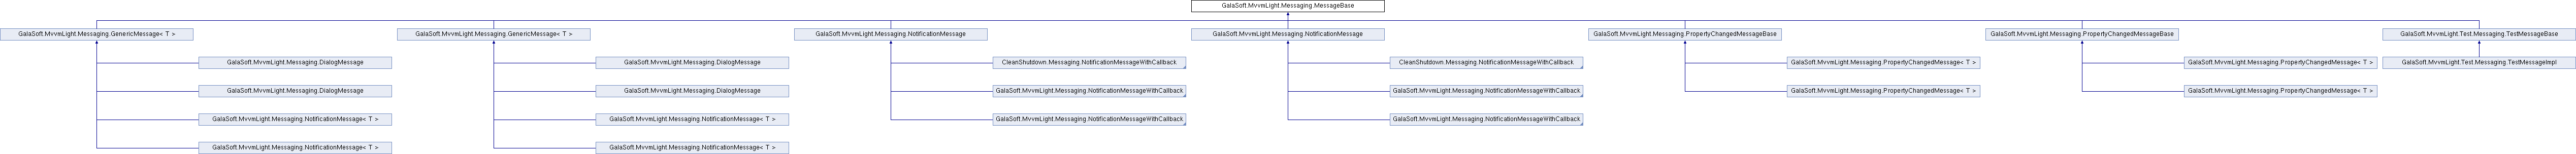 GalaSoft.MvvmLight.Messaging.MessageBase
GalaSoft.MvvmLight.Messaging.GenericMessage< T >
GalaSoft.MvvmLight.Messaging.GenericMessage< T >
GalaSoft.MvvmLight.Messaging.NotificationMessage
GalaSoft.MvvmLight.Messaging.NotificationMessage
GalaSoft.MvvmLight.Messaging.PropertyChangedMessageBase
GalaSoft.MvvmLight.Messaging.PropertyChangedMessageBase
GalaSoft.MvvmLight.Test.Messaging.TestMessageBase
GalaSoft.MvvmLight.Messaging.DialogMessage
GalaSoft.MvvmLight.Messaging.DialogMessage
CleanShutdown.Messaging.NotificationMessageWithCallback
CleanShutdown.Messaging.NotificationMessageWithCallback
GalaSoft.MvvmLight.Messaging.PropertyChangedMessage< T >
GalaSoft.MvvmLight.Messaging.PropertyChangedMessage< T >
GalaSoft.MvvmLight.Test.Messaging.TestMessageImpl
GalaSoft.MvvmLight.Messaging.DialogMessage
GalaSoft.MvvmLight.Messaging.DialogMessage
GalaSoft.MvvmLight.Messaging.NotificationMessageWithCallback
GalaSoft.MvvmLight.Messaging.NotificationMessageWithCallback
GalaSoft.MvvmLight.Messaging.PropertyChangedMessage< T >
GalaSoft.MvvmLight.Messaging.PropertyChangedMessage< T >
GalaSoft.MvvmLight.Messaging.NotificationMessage< T >
GalaSoft.MvvmLight.Messaging.NotificationMessage< T >
GalaSoft.MvvmLight.Messaging.NotificationMessageWithCallback
GalaSoft.MvvmLight.Messaging.NotificationMessageWithCallback
GalaSoft.MvvmLight.Messaging.NotificationMessage< T >
GalaSoft.MvvmLight.Messaging.NotificationMessage< T >